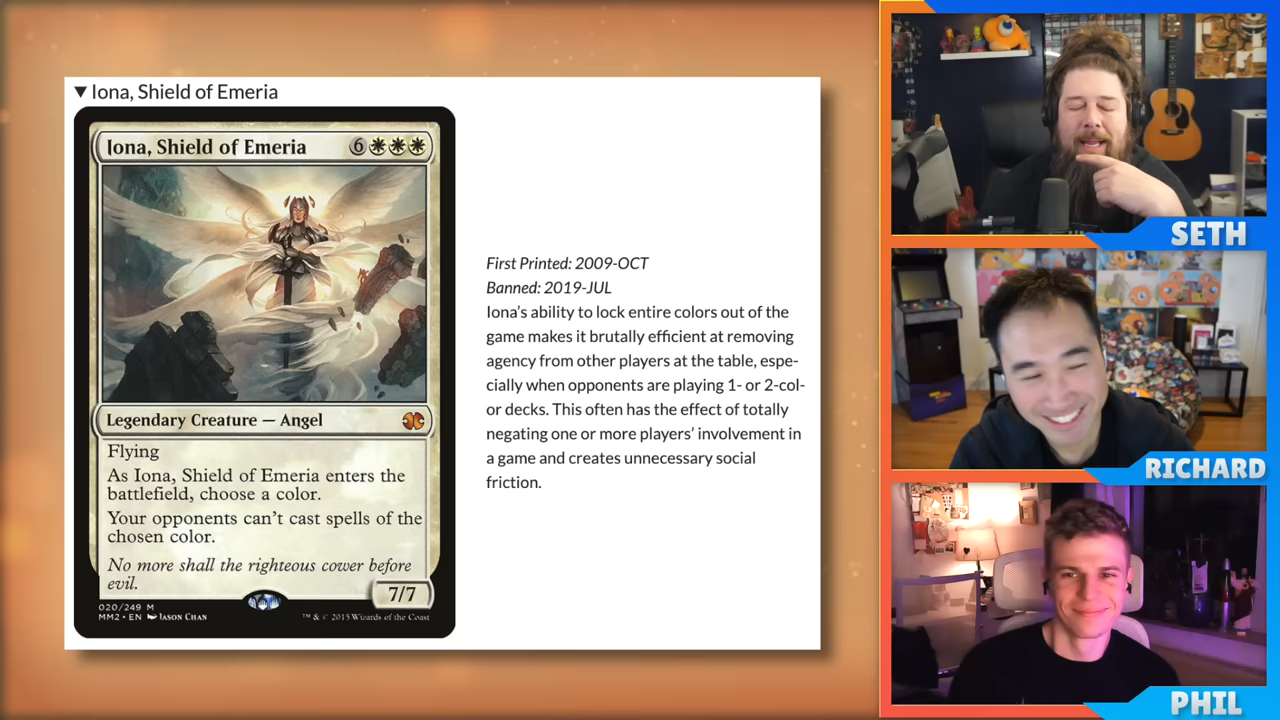 ▼ Iona, Shield of Emeria
Iona, Shield of Emeria 6
Legendary Creature — Angel
Flying
As Iona, Shield of Emeria enters the
battlefield, choose a color.
Your opponents can't cast spells of the
chosen color.
No more shall the righteous cower before
evil.
7/7
020/249 M
MM2 • EN JASON CHAN
™ & © 2015 Wizards of the Coast
First Printed: 2009-OCT
Banned: 2019-JUL
Iona's ability to lock entire colors out of the
game makes it brutally efficient at removing
agency from other players at the table, espe-
cially when opponents are playing 1- or 2-col-
or decks. This often has the effect of totally
negating one or more players' involvement in
a game and creates unnecessary social
friction.
SETH
RICHARD
PHIL